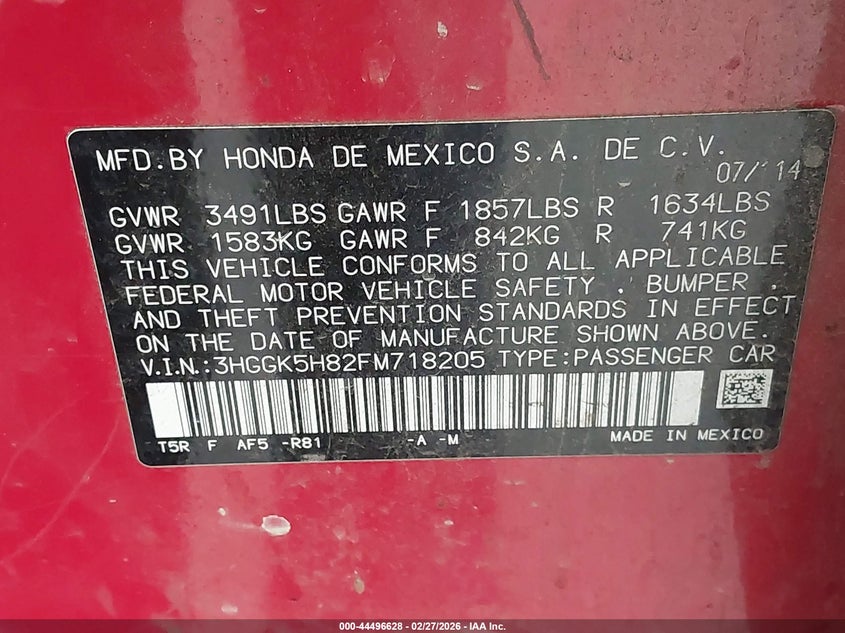 MFD.BY HONDA DE MEXICO S.A. DE C.V.
07/'14
GVWR 3491LBS GAWR F 1857LBS R 1634LBS
GVWR 1583KG GAWR F 842KG R 741KG
THIS VEHICLE CONFORMS TO ALL APPLICABLE
FEDERAL MOTOR VEHICLE SAFETY , BUMPER ,
AND THEFT PREVENTION STANDARDS IN EFFECT
ON THE DATE OF MANUFACTURE SHOWN ABOVE.
V.I.N.:3HGGK5H82FM718205 TYPE:PASSENGER CAR
T5R F AF5 -R81 -A -M MADE IN MEXICO
000-44496628 - 02/27/2026 - IAA Inc.